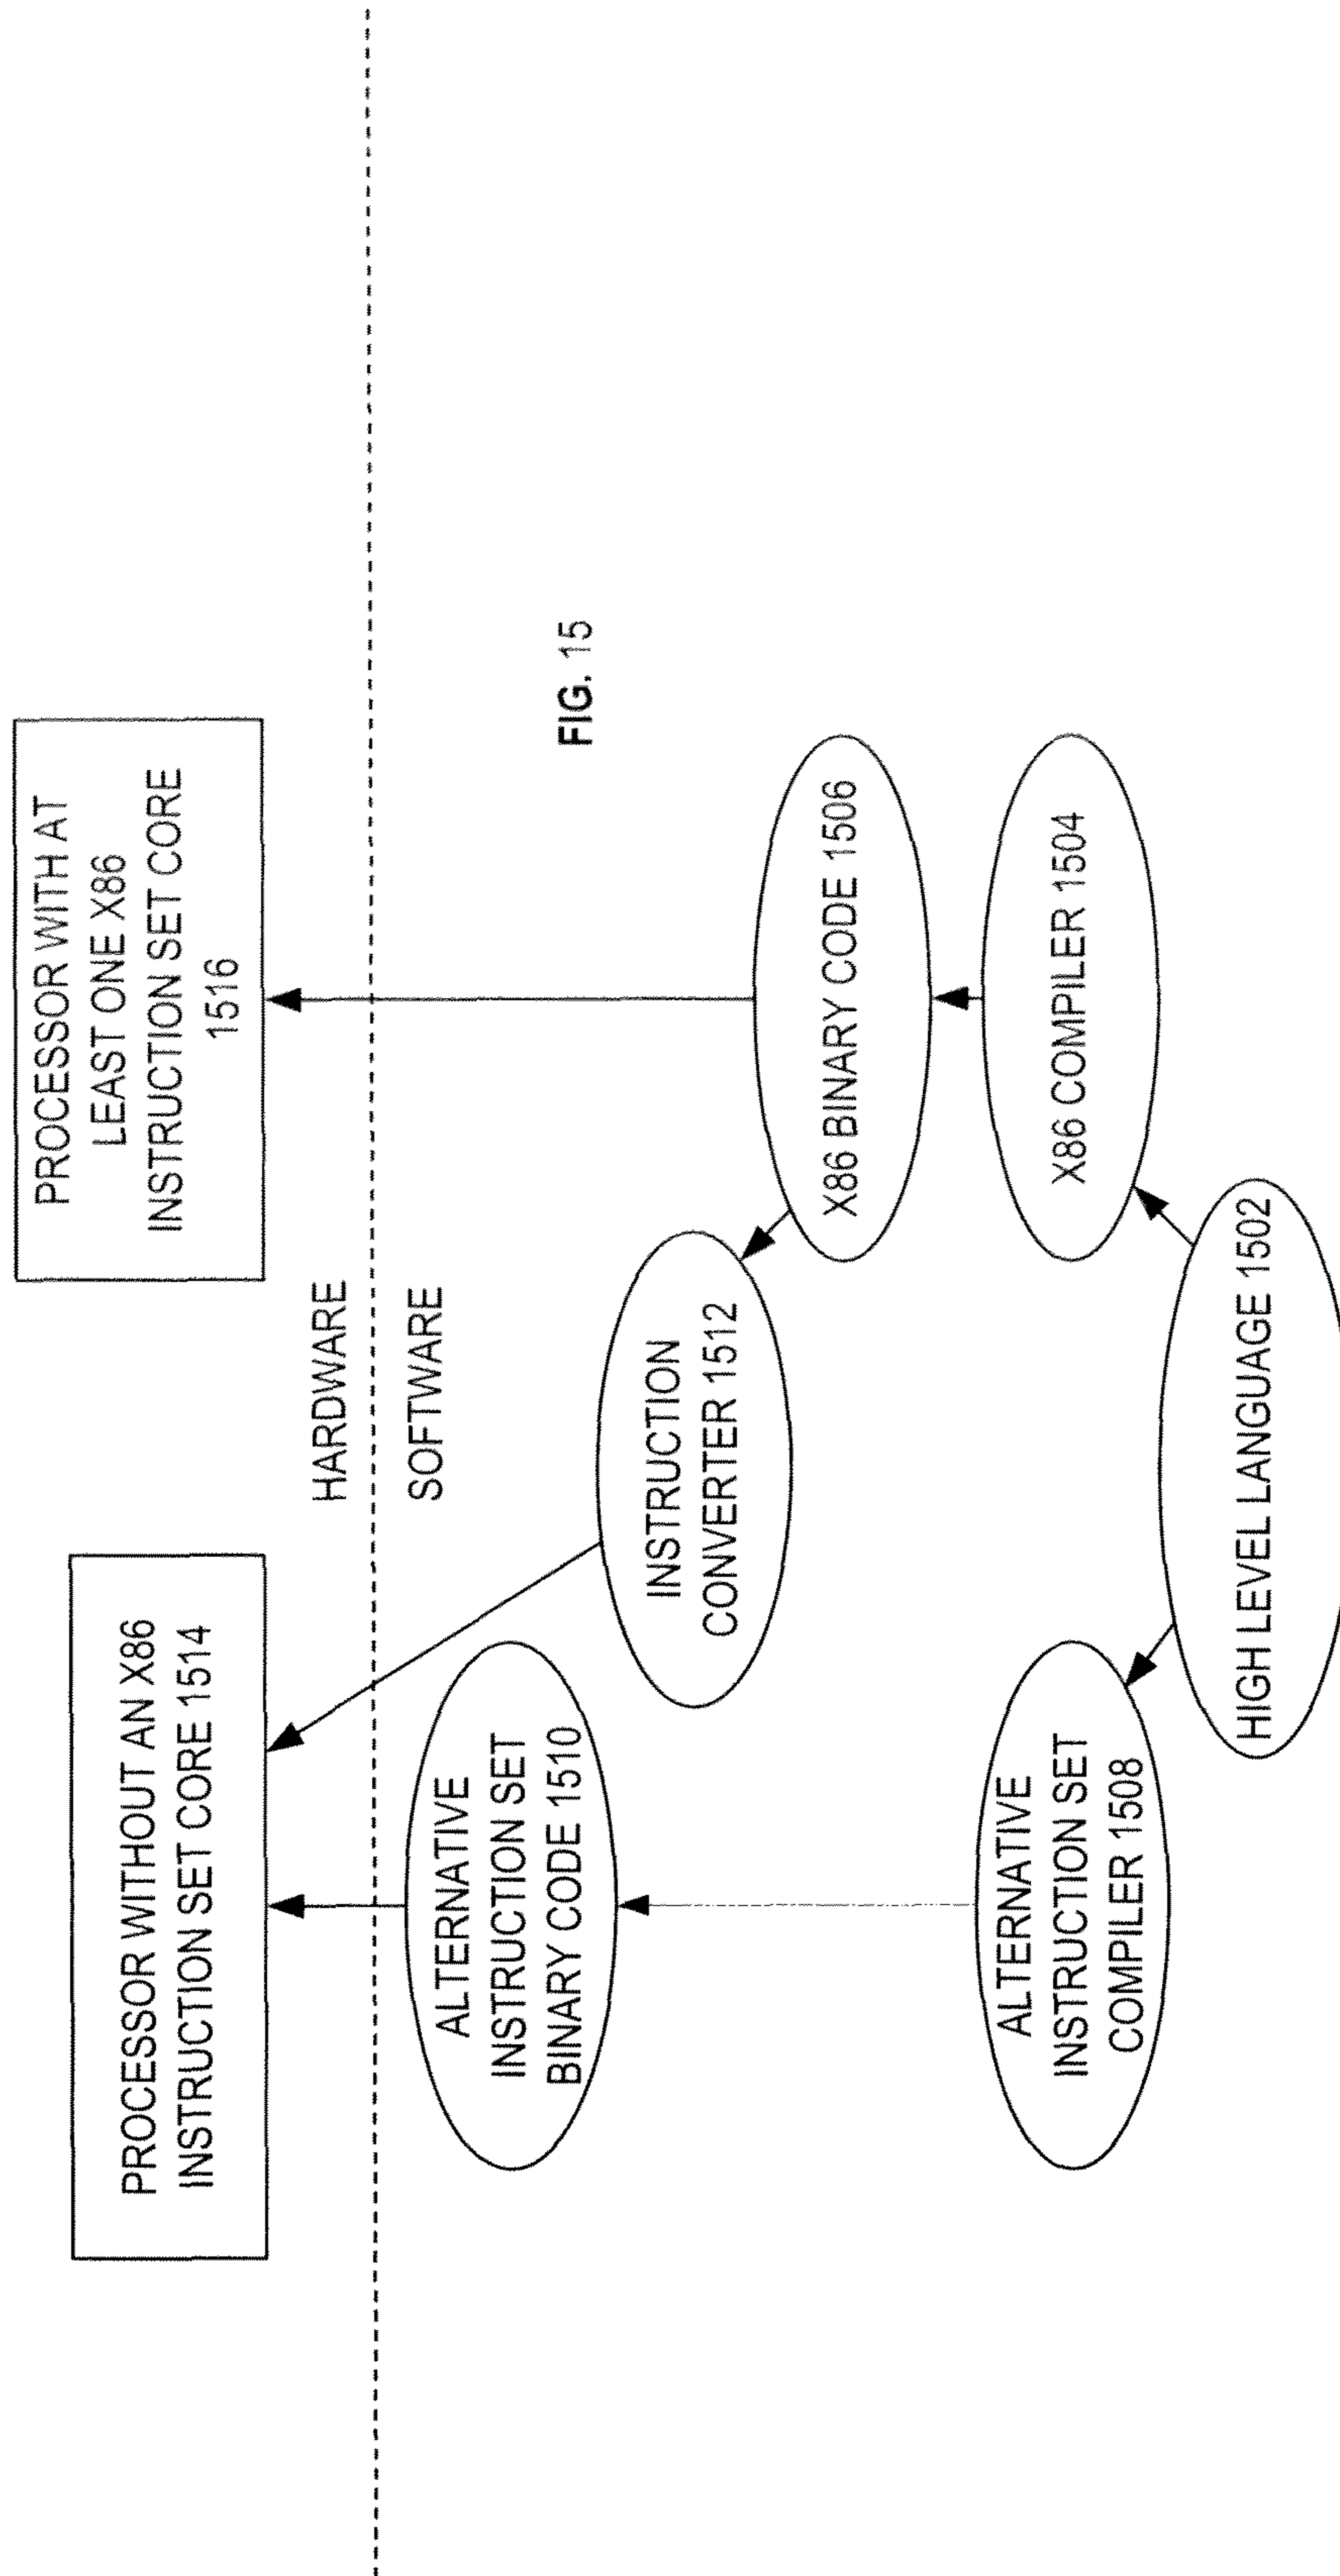 PROCESSOR WITHOUT AN X86
INSTRUCTION SET CORE 1514
PROCESSOR WITH AT
LEAST ONE X86
INSTRUCTION SET CORE
1516
HARDWARE
SOFTWARE
ALTERNATIVE
INSTRUCTION SET
BINARY CODE 1510
INSTRUCTION
CONVERTER 1512
X86 BINARY CODE 1506
ALTERNATIVE
INSTRUCTION SET
COMPILER 1508
X86 COMPILER 1504
HIGH LEVEL LANGUAGE 1502
FIG. 15